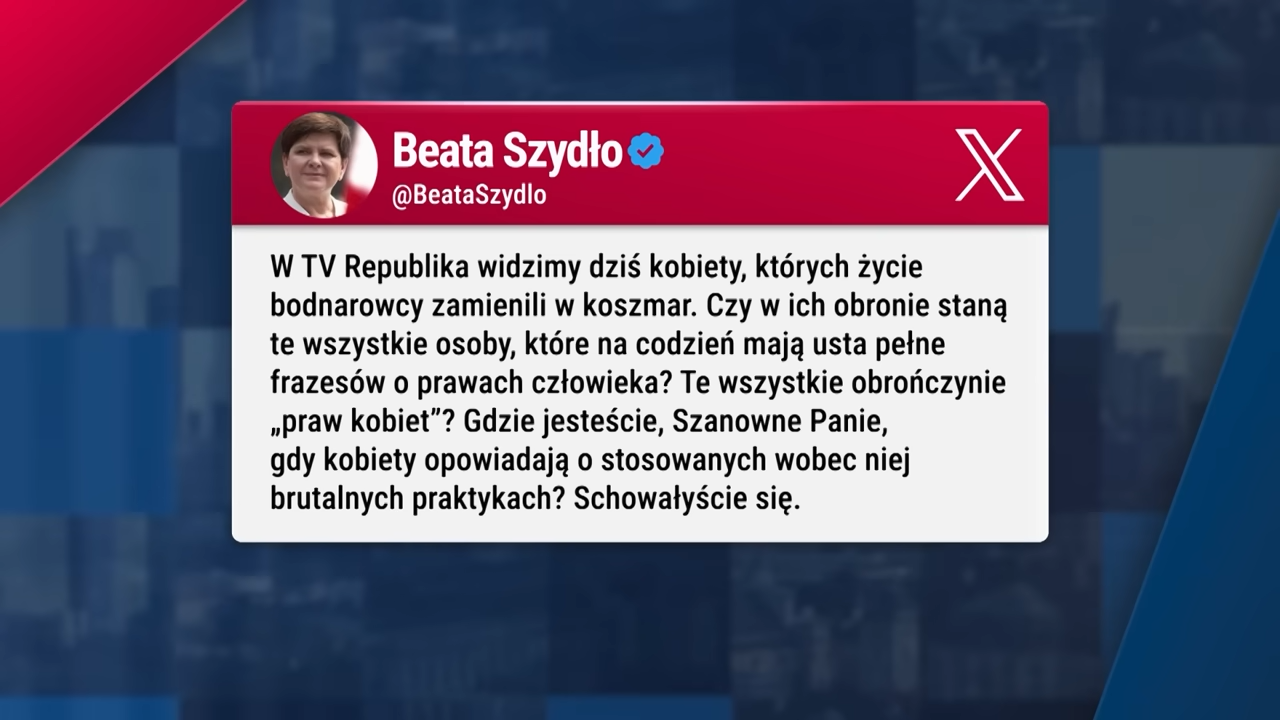 Beata Szydło
@BeataSzydlo
W TV Republika widzimy dziś kobiety, których życie
bodnarowcy zamienili w koszmar. Czy w ich obronie staną
te wszystkie osoby, które na codzień mają usta pełne
frazesów o prawach człowieka? Te wszystkie obrończynie
„praw kobiet”? Gdzie jesteście, Szanowne Panie,
gdy kobiety opowiadają o stosowanych wobec niej
brutalnych praktykach? Schowałyście się.